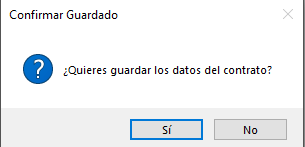 Confirmar Guardado
¿Quieres guardar los datos del contrato?
Sí
No